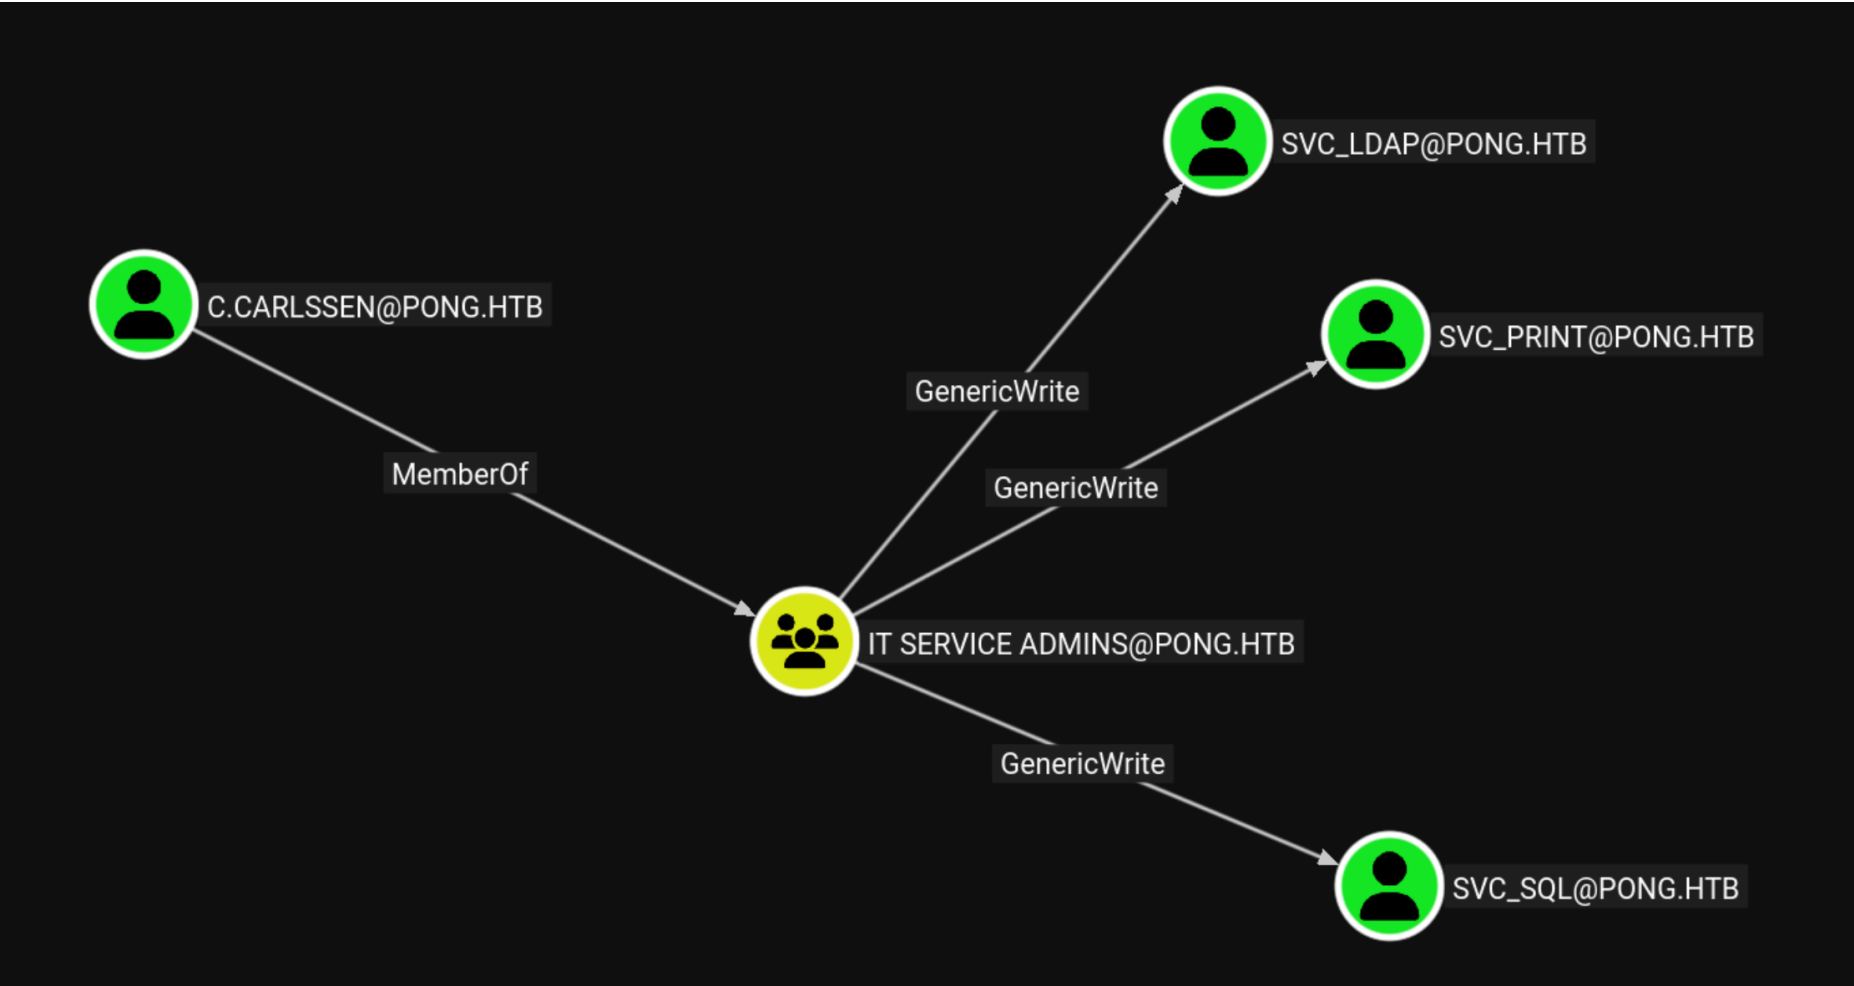 SVC_LDAP@PONG.HTB
C.CARLSSEN@PONG.HTB
SVC_PRINT@PONG.HTB
GenericWrite
MemberOf
GenericWrite
IT SERVICE ADMINS@PONG.HTB
GenericWrite
SVC_SQL@PONG.HTB